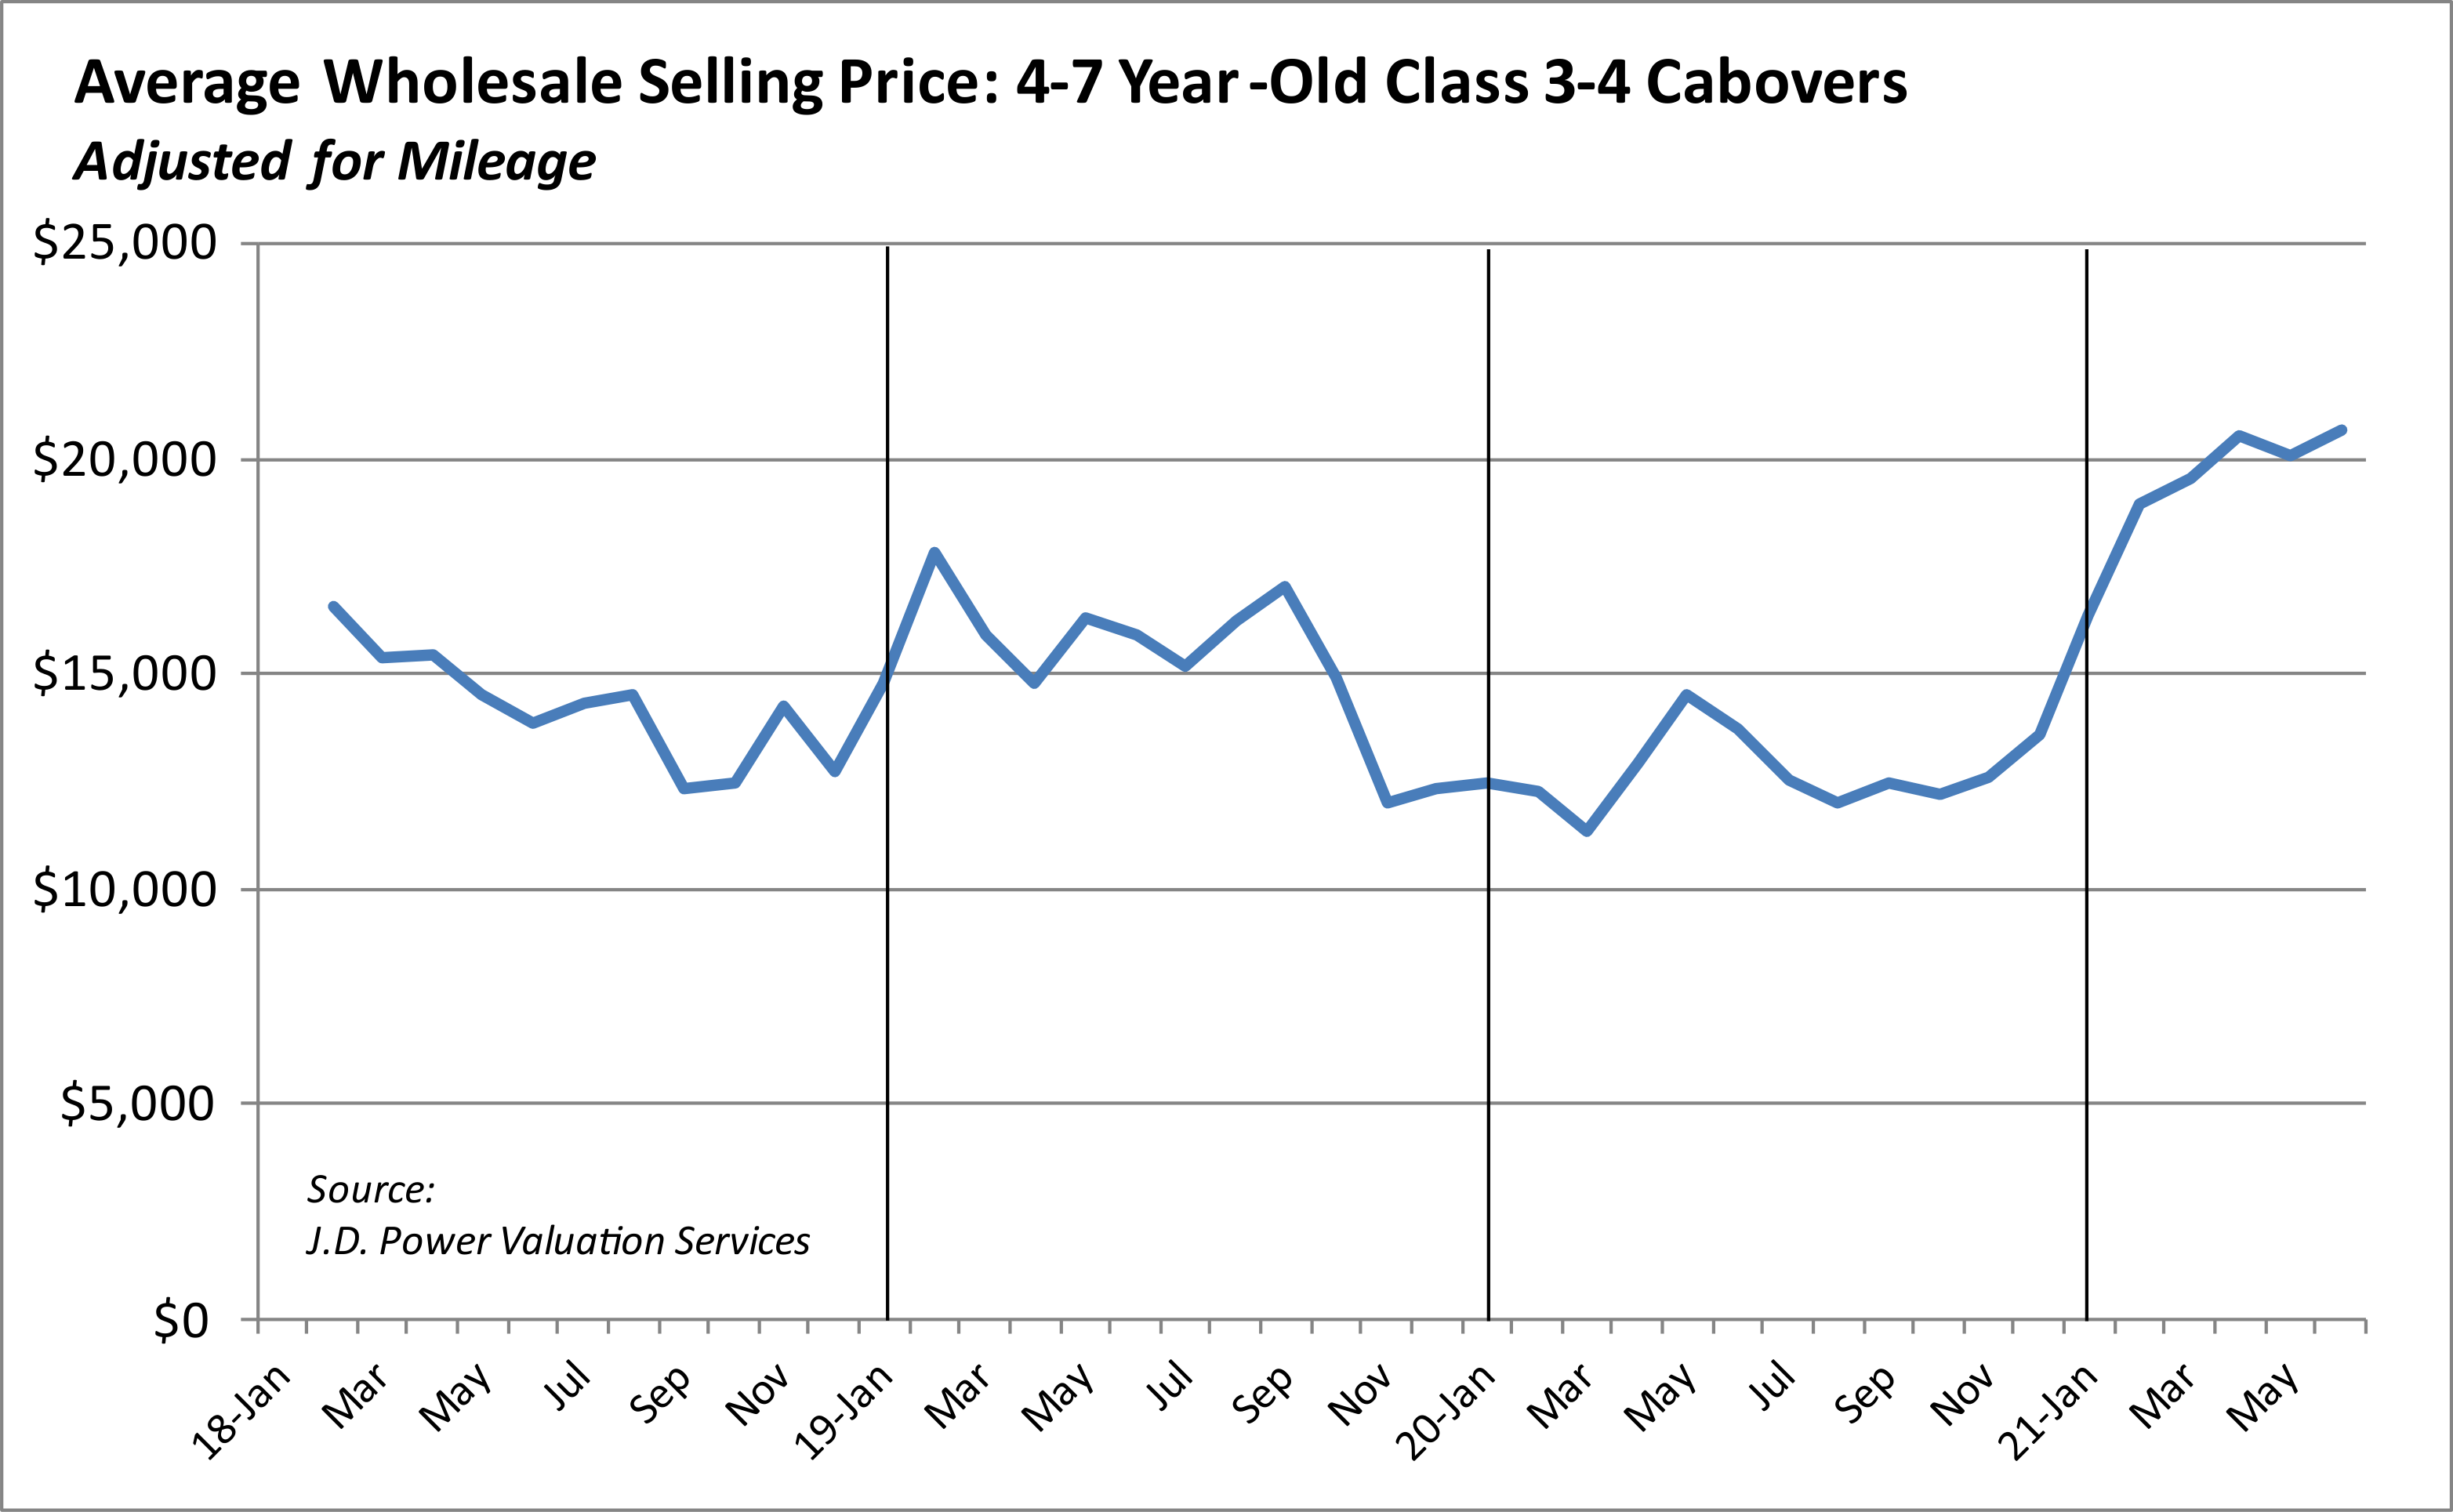 Average Wholesale Selling Price: 4-7 Year -Old Class 3-4 Cabovers
Adjusted for Mileage
$25,000
$20,000
$15,000
$10,000
$5,000
$0
Source:
J.D. Power Valuation Services
18-Jan
Mar
May
Jul
Sep
Nov
19-Jan
Mar
May
Jul
Sep
Nov
20-Jan
Mar
May
Jul
Sep
Nov
21-Jan
Mar
May